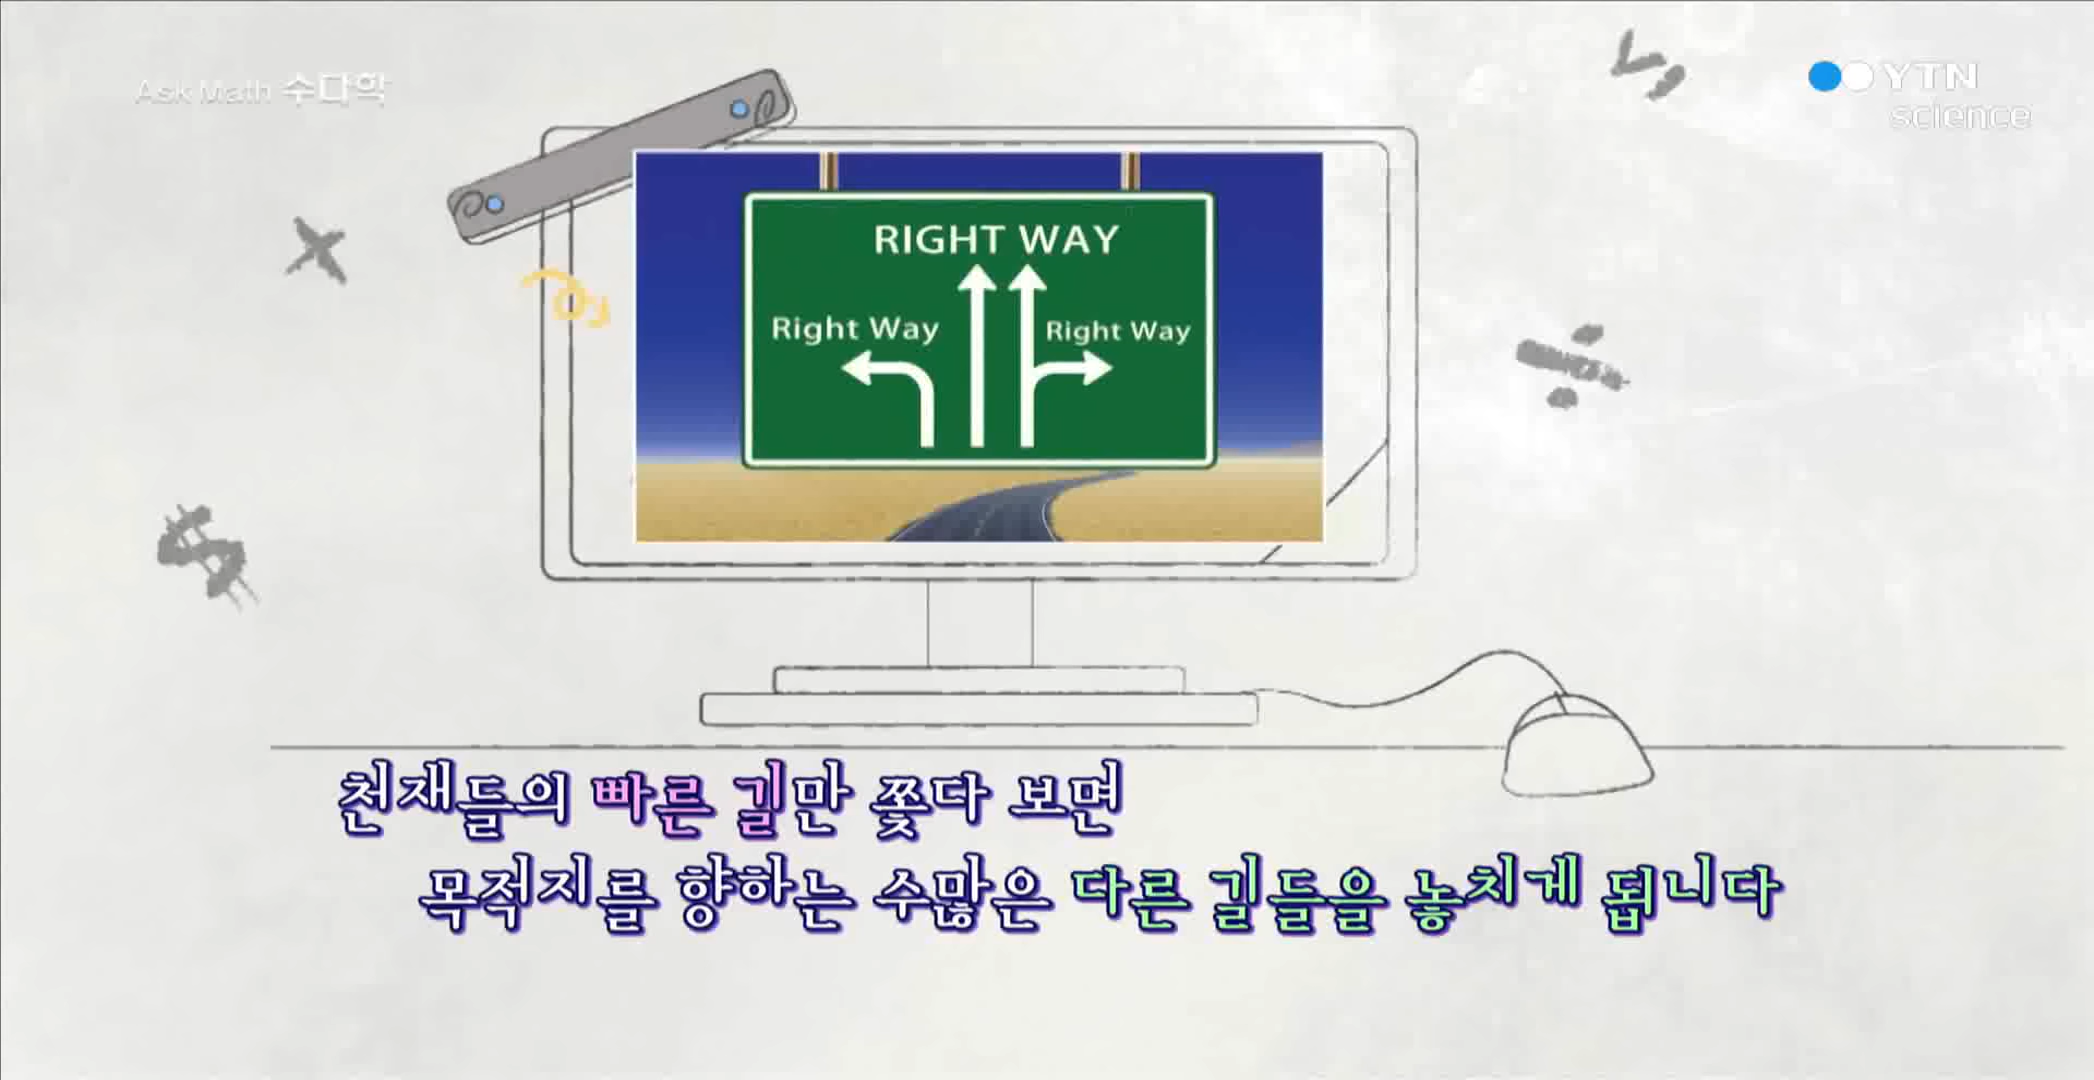 Ask Math 수다학
YTN
science
RIGHT WAY
Right Way
Right Way
천재들의 빠른 길만 쫓다 보면
목적지를 향하는 수많은 다른 길들을 놓치게 됩니다